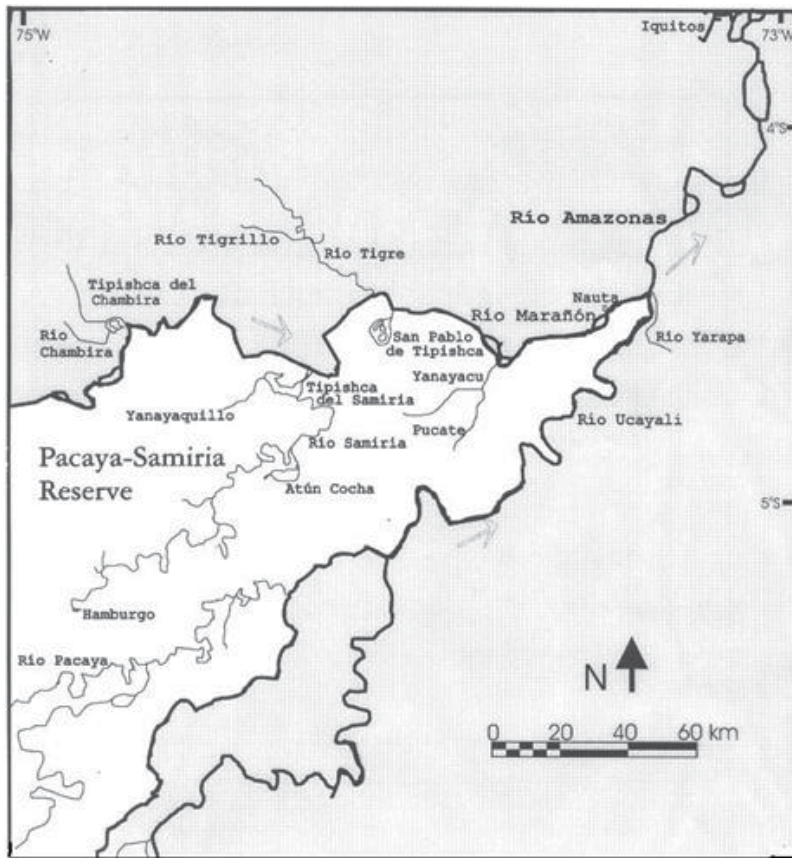 Iquitos
75°W
73°W
4°S
Río Amazonas
Río Tigrillo
Río Tigre
Tipishca del
Chambira
Nauta
Río Marañón
Río
Chambira
San Pablo
de Tipishca
Río Yarapa
Yanayacu
Tipishca
del Samiria
Yanayaquillo
Río Ucayali
Pucate
Río Samiria
Pacaya-Samiria
Reserve
Atún Cocha
5°S
Hamburgo
Río Pacaya
N
0 20 40 60 km